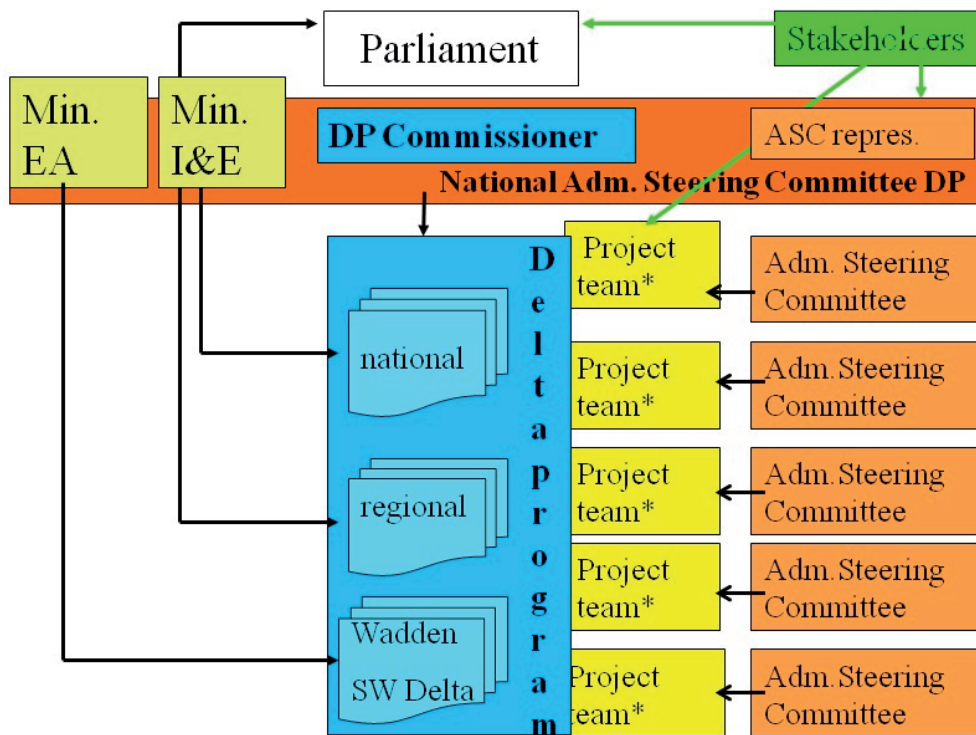 Parliament
Stakeholders
Min.
EA
Min.
I&E
DP Commissioner
ASC repres.
National Adm. Steering Committee DP
Deltaprogram
national
regional
Wadden
SW Delta
Project
team*
Adm. Steering
Committee
Project
team*
Adm. Steering
Committee
Project
team*
Adm. Steering
Committee
Project
team*
Adm. Steering
Committee
Project
team*
Adm. Steering
Committee